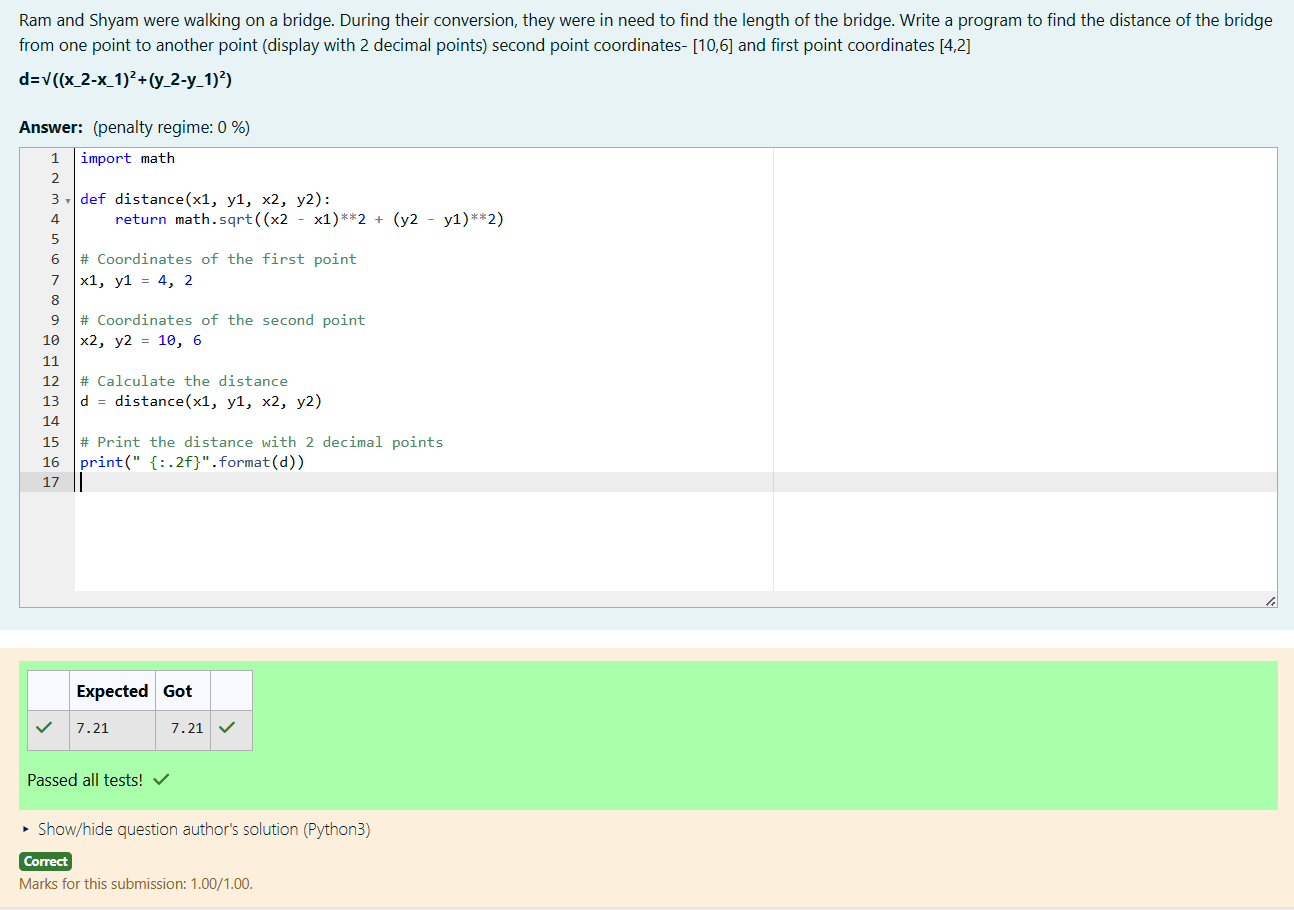 Ram and Shyam were walking on a bridge. During their conversion, they were in need to find the length of the bridge. Write a program to find the distance of the bridge
from one point to another point (display with 2 decimal points) second point coordinates- [10,6] and first point coordinates [4,2]
d=√((x_2-x_1)²+(y_2-y_1)²)
Answer: (penalty regime: 0 %)
1 import math
2
3 def distance(x1, y1, x2, y2):
4     return math.sqrt((x2 - x1)**2 + (y2 - y1)**2)
5
6 # Coordinates of the first point
7 x1, y1 = 4, 2
8
9 # Coordinates of the second point
10 x2, y2 = 10, 6
11
12 # Calculate the distance
13 d = distance(x1, y1, x2, y2)
14
15 # Print the distance with 2 decimal points
16 print(" {:.2f}".format(d))
17
Expected Got
7.21  7.21
Passed all tests!
Show/hide question author's solution (Python3)
Correct
Marks for this submission: 1.00/1.00.